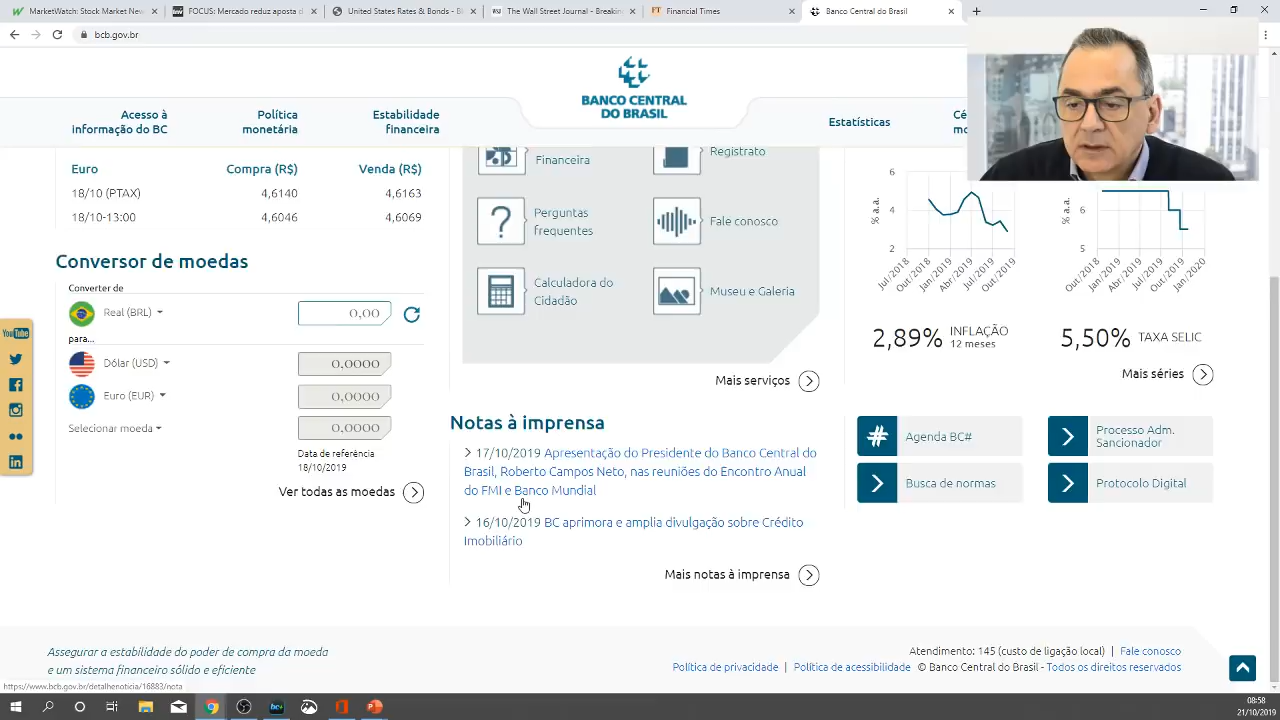 MarketWatch: Stock Market New
FOCUS: Mercado reduz aposta d
United States Rates & Bonds - Bl
The Wall Street Journal - Breaking
Financial Times
Banco Central do Brasil
bcb.gov.br
BANCO CENTRAL
DO BRASIL
Acesso à
informação do BC
Política
monetária
Estabilidade
financeira
Estatísticas
Cé
mo
Euro
Compra (R$)
Venda (R$)
18/10 (PTAX)
4,6140
4,6163
18/10-13:00
4,6046
4,6069
Conversor de moedas
Converter de
Real (BRL)
0,00
para...
Dólar (USD)
0,0000
Euro (EUR)
0,0000
Selecionar moeda
0,0000
Data de referência
18/10/2019
Ver todas as moedas
Financeira
Registrato
Perguntas
frequentes
Fale conosco
Calculadora do
Cidadão
Museu e Galeria
Mais serviços
Notas à imprensa
17/10/2019 Apresentação do Presidente do Banco Central do
Brasil, Roberto Campos Neto, nas reuniões do Encontro Anual
do FMI e Banco Mundial
16/10/2019 BC aprimora e amplia divulgação sobre Crédito
Imobiliário
Mais notas à imprensa
6
4
2
% a. a.
Jul/2018
Out/2018
Jan/2019
Abr/2019
Jul/2019
Out/2019
2,89% INFLAÇÃO
12 meses
6
5
% a. a.
Out/2018
Jan/2019
Abr/2019
Jul/2019
Out/2019
Jan/2020
5,50% TAXA SELIC
Mais séries
Agenda BC#
Processo Adm.
Sancionador
Busca de normas
Protocolo Digital
YouTube
Assegurar a estabilidade do poder de compra da moeda
e um sistema financeiro sólido e eficiente
Atendimento: 145 (custo de ligação local) | Fale conosco
Política de privacidade | Política de acessibilidade © Banco Central do Brasil - Todos os direitos reservados
https://www.bcb.gov.br/detalhenoticia/16883/nota
08:58
21/10/2019